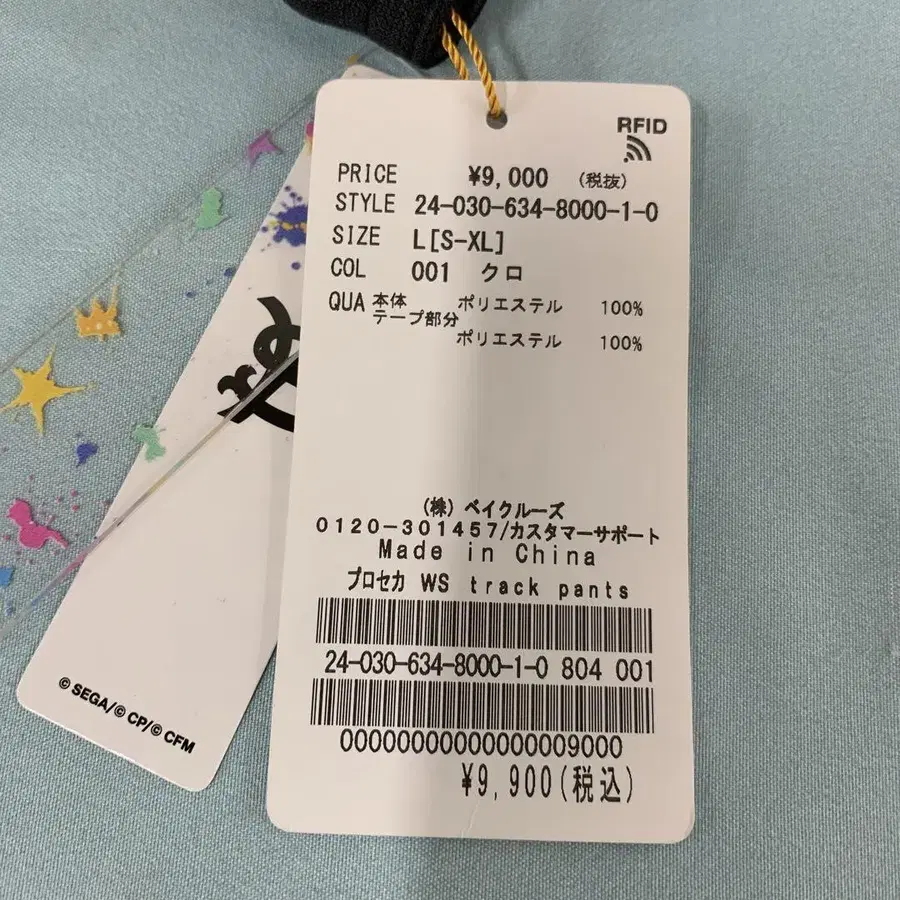 RFID
PRICE ¥9,000 (税抜)
STYLE 24-030-634-8000-1-0
SIZE L[S-XL]
COL 001 クロ
QUA 本体 ポリエステル 100%
テープ部分
ポリエステル 100%
(株) ベイクルーズ
0120-301457/カスタマーサポート
Made in China
プロセカ WS track pants
24-030-634-8000-1-0 804 001
00000000000000009000
¥9,900(税込)
© SEGA/© CP/© CFM